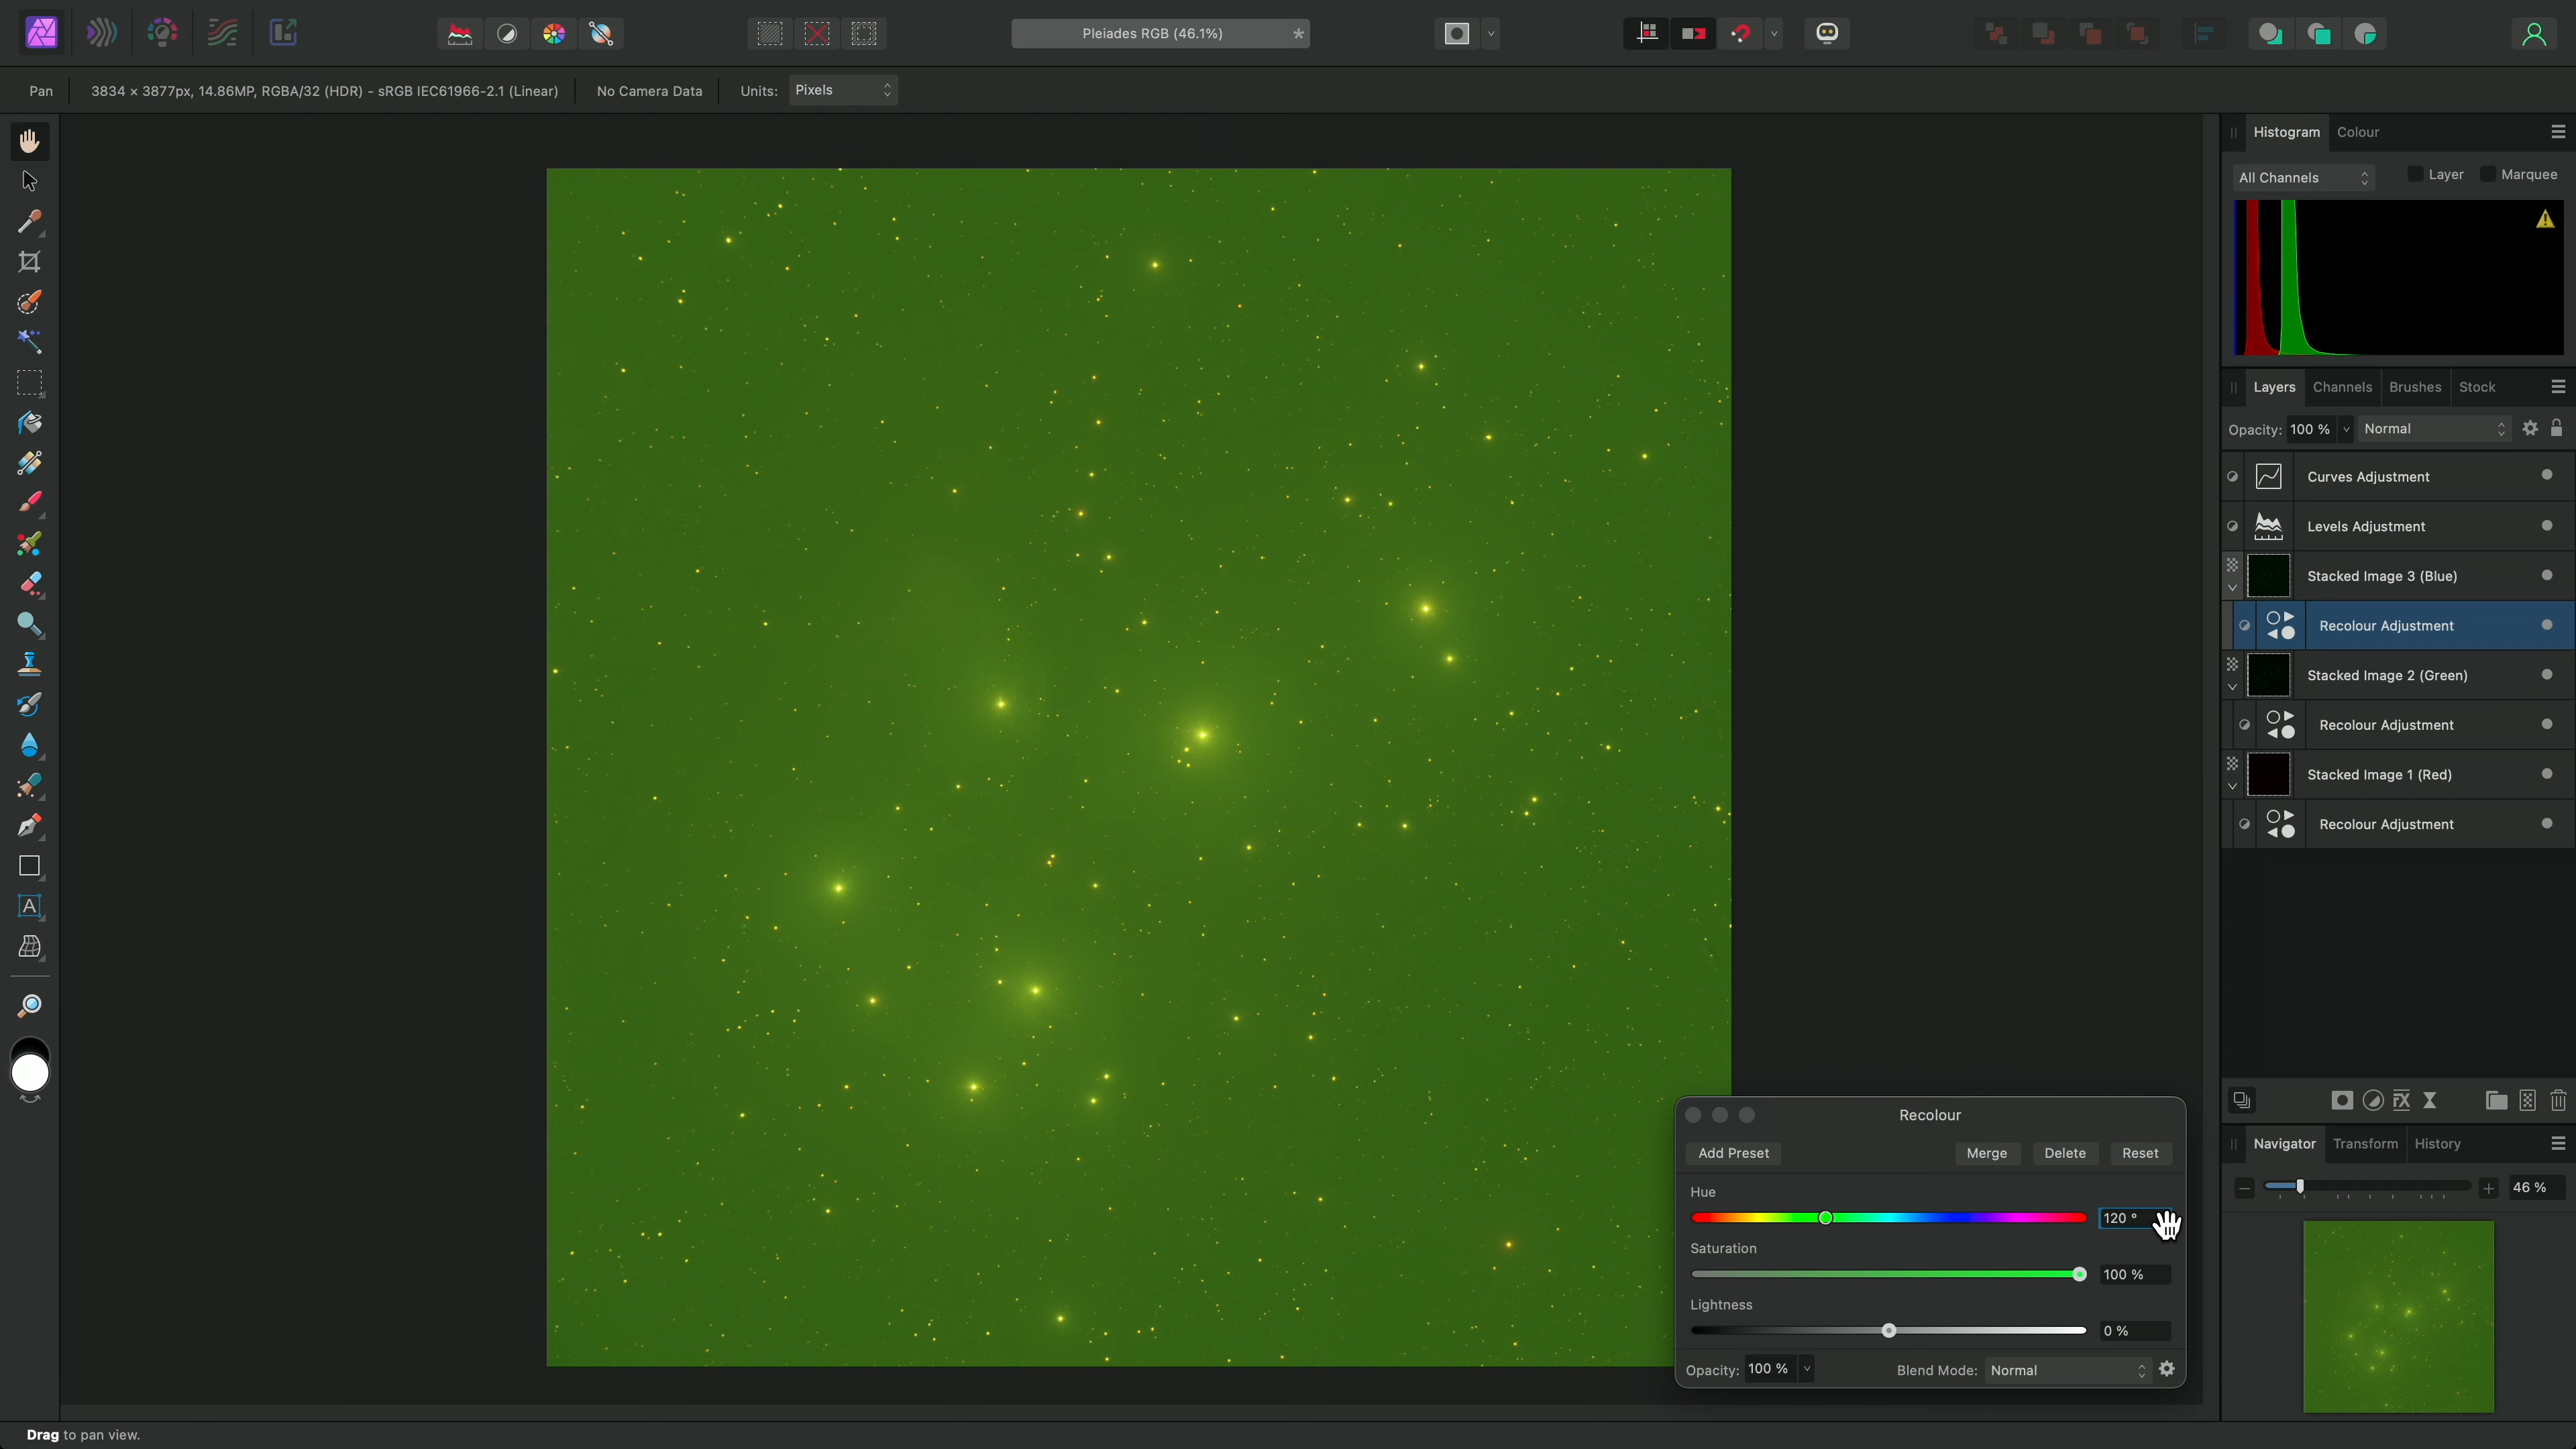 Pleiades RGB (46.1%)
*
Pan
3834 × 3877px, 14.86MP, RGBA/32 (HDR) - sRGB IEC61966-2.1 (Linear)
No Camera Data
Units:
Pixels
Histogram
Colour
All Channels
Layer
Marquee
Layers
Channels
Brushes
Stock
Opacity:
100 %
Normal
Curves Adjustment
Levels Adjustment
Stacked Image 3 (Blue)
Recolour Adjustment
Stacked Image 2 (Green)
Recolour Adjustment
Stacked Image 1 (Red)
Recolour Adjustment
Navigator
Transform
History
46 %
Recolour
Add Preset
Merge
Delete
Reset
Hue
120 °
Saturation
100 %
Lightness
0 %
Opacity:
100 %
Blend Mode:
Normal
Drag to pan view.